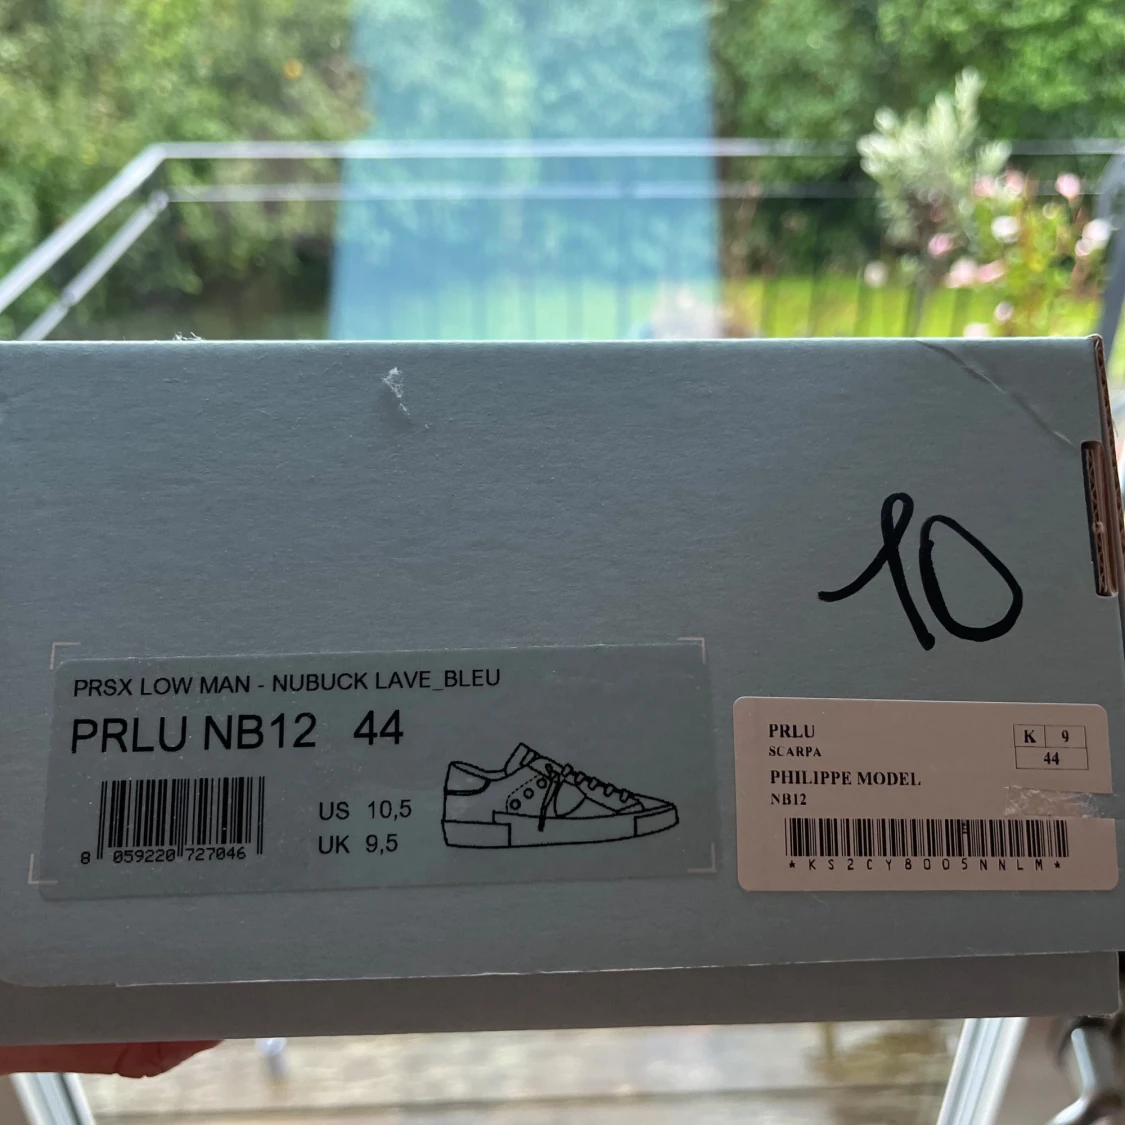 10
PRSX LOW MAN - NUBUCK LAVE_BLEU
PRLU NB12 44
US 10,5
UK 9,5
8 059220 727046
PRLU
SCARPA
K 9
44
PHILIPPE MODEL
NB12
*KS2CY8005NNLM*